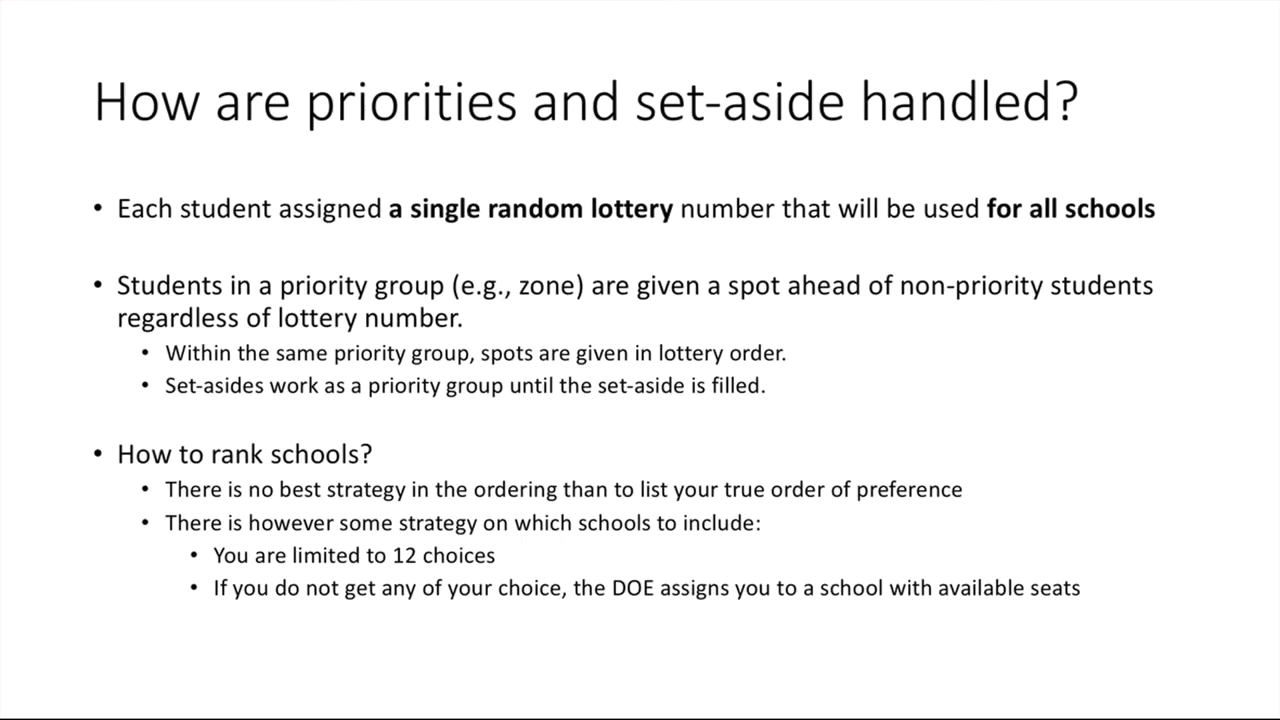 How are priorities and set-aside handled?
• Each student assigned a single random lottery number that will be used for all schools
• Students in a priority group (e.g., zone) are given a spot ahead of non-priority students
regardless of lottery number.
• Within the same priority group, spots are given in lottery order.
• Set-asides work as a priority group until the set-aside is filled.
• How to rank schools?
• There is no best strategy in the ordering than to list your true order of preference
• There is however some strategy on which schools to include:
• You are limited to 12 choices
• If you do not get any of your choice, the DOE assigns you to a school with available seats